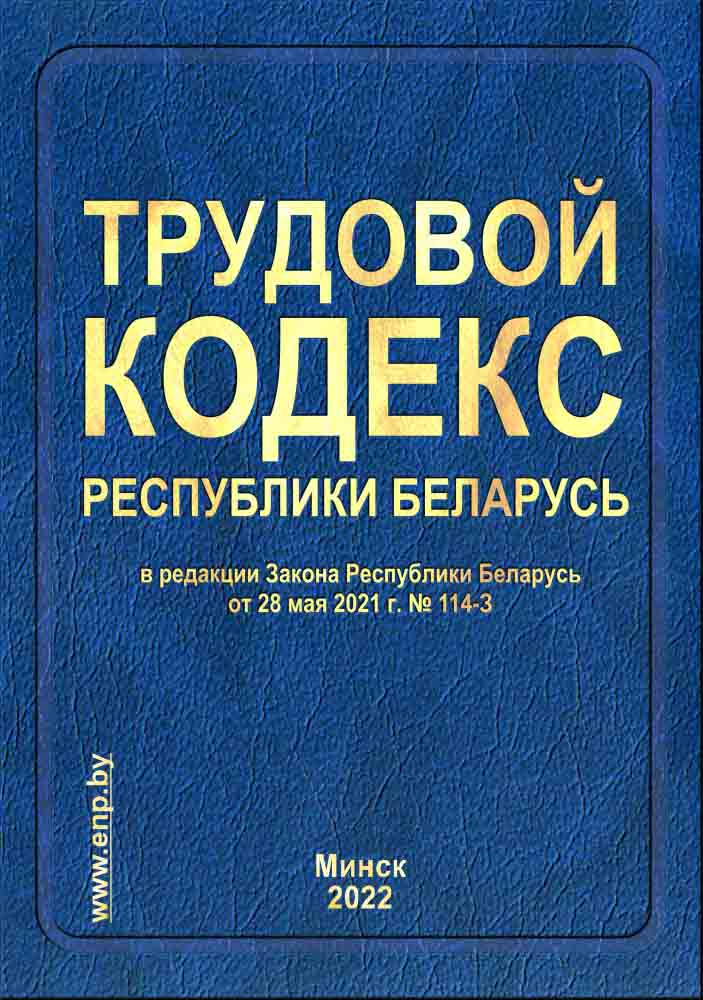 ТРУДОВОЙ
КОДЕКС
РЕСПУБЛИКИ БЕЛАРУСЬ
в редакции Закона Республики Беларусь
от 28 мая 2021 г. № 114-З
www.enp.by
Минск
2022